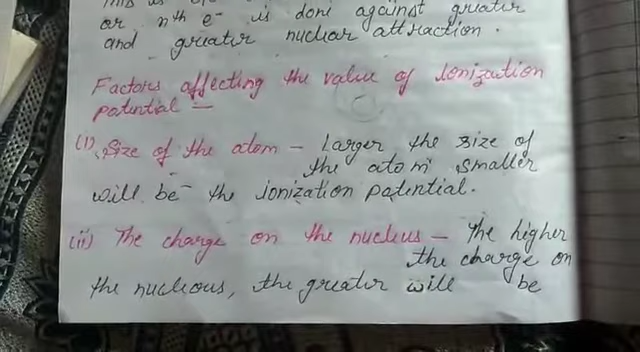 or nth e- is done against greater
and greater nuclear attraction.
Factors affecting the value of Ionization
potential —
(i) Size of the atom - Larger the size of
the atom smaller
will be the ionization potential.
(ii) The charge on the nucleus — The higher
the charge on
the nucleous, the greater will be